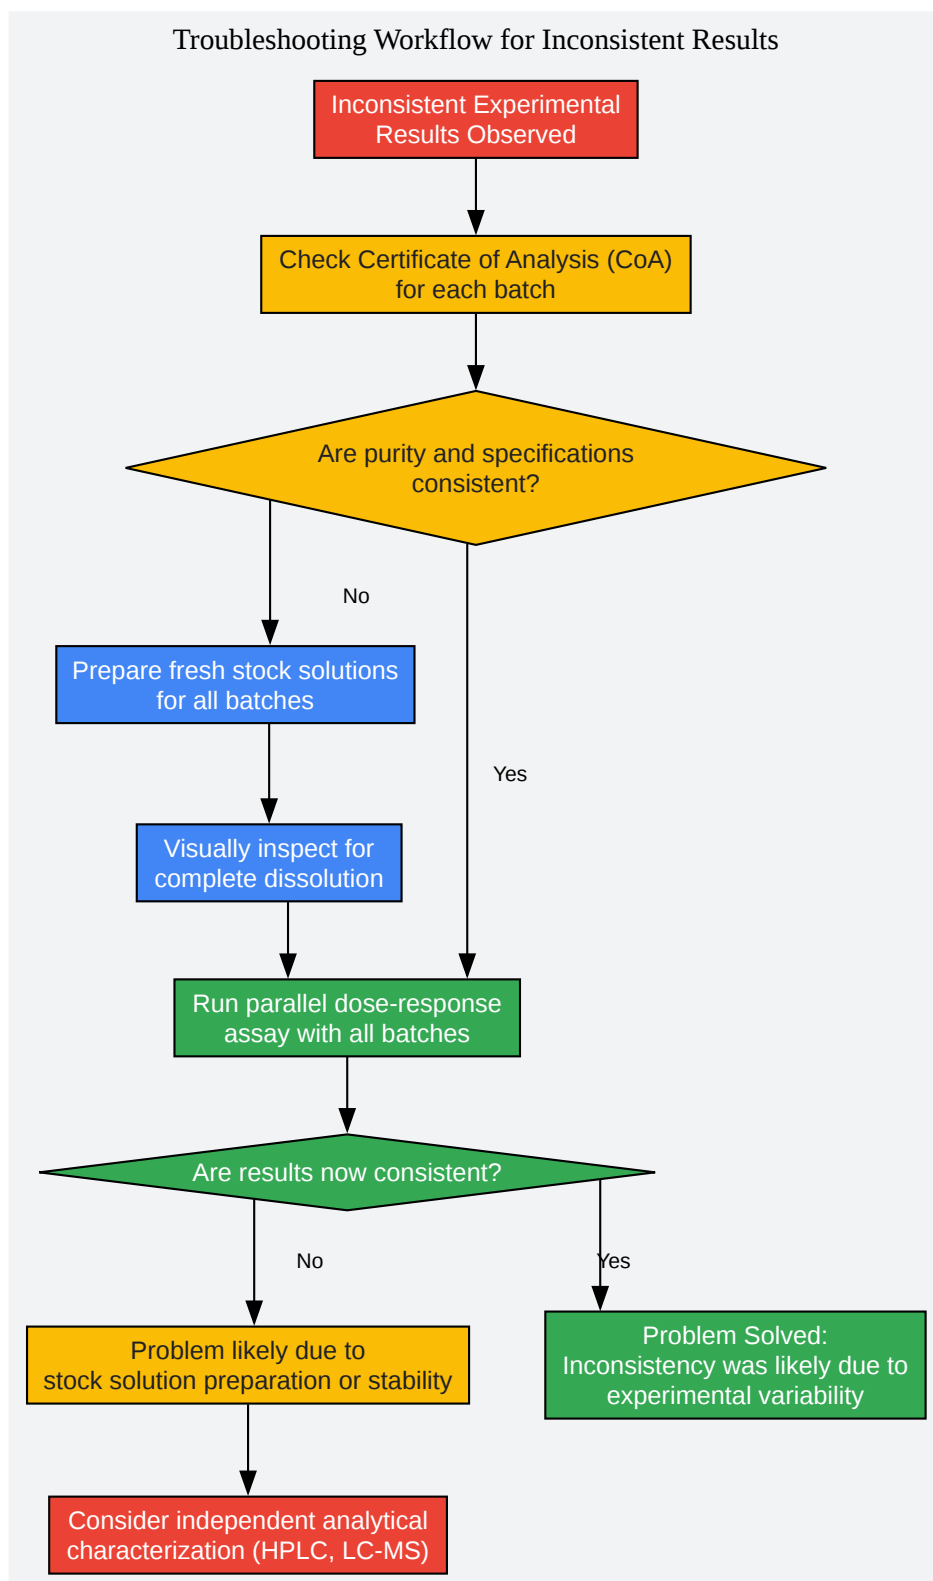 Troubleshooting Workflow for Inconsistent Results
Inconsistent Experimental
Results Observed
Check Certificate of Analysis (CoA)
for each batch
Are purity and specifications
consistent?
No
Prepare fresh stock solutions
for all batches
Yes
Visually inspect for
complete dissolution
Run parallel dose-response
assay with all batches
Are results now consistent?
No
Yes
Problem likely due to
stock solution preparation or stability
Problem Solved:
Inconsistency was likely due to
experimental variability
Consider independent analytical
characterization (HPLC, LC-MS)